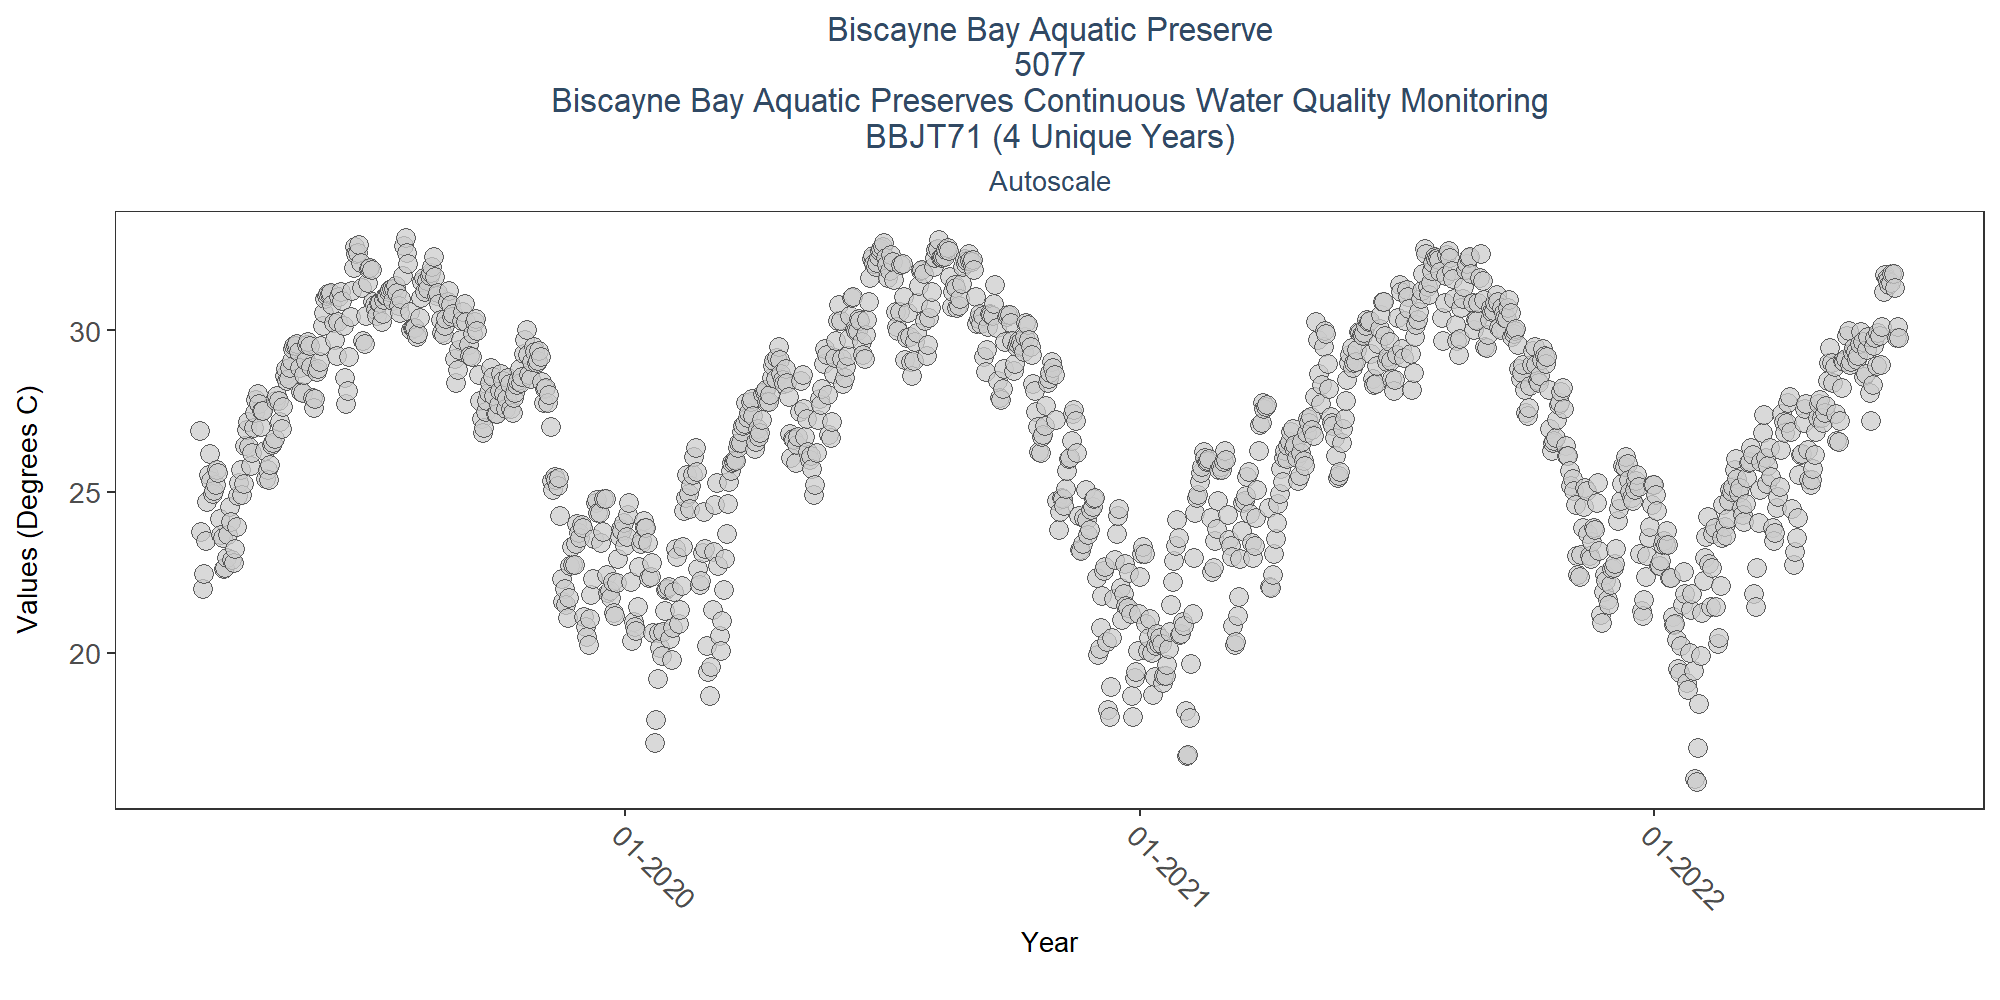 Biscayne Bay Aquatic Preserve
5077
Biscayne Bay Aquatic Preserves Continuous Water Quality Monitoring
BBJT71 (4 Unique Years)
Autoscale
Values (Degrees C)
30
25
20
01-2020
01-2021
01-2022
Year